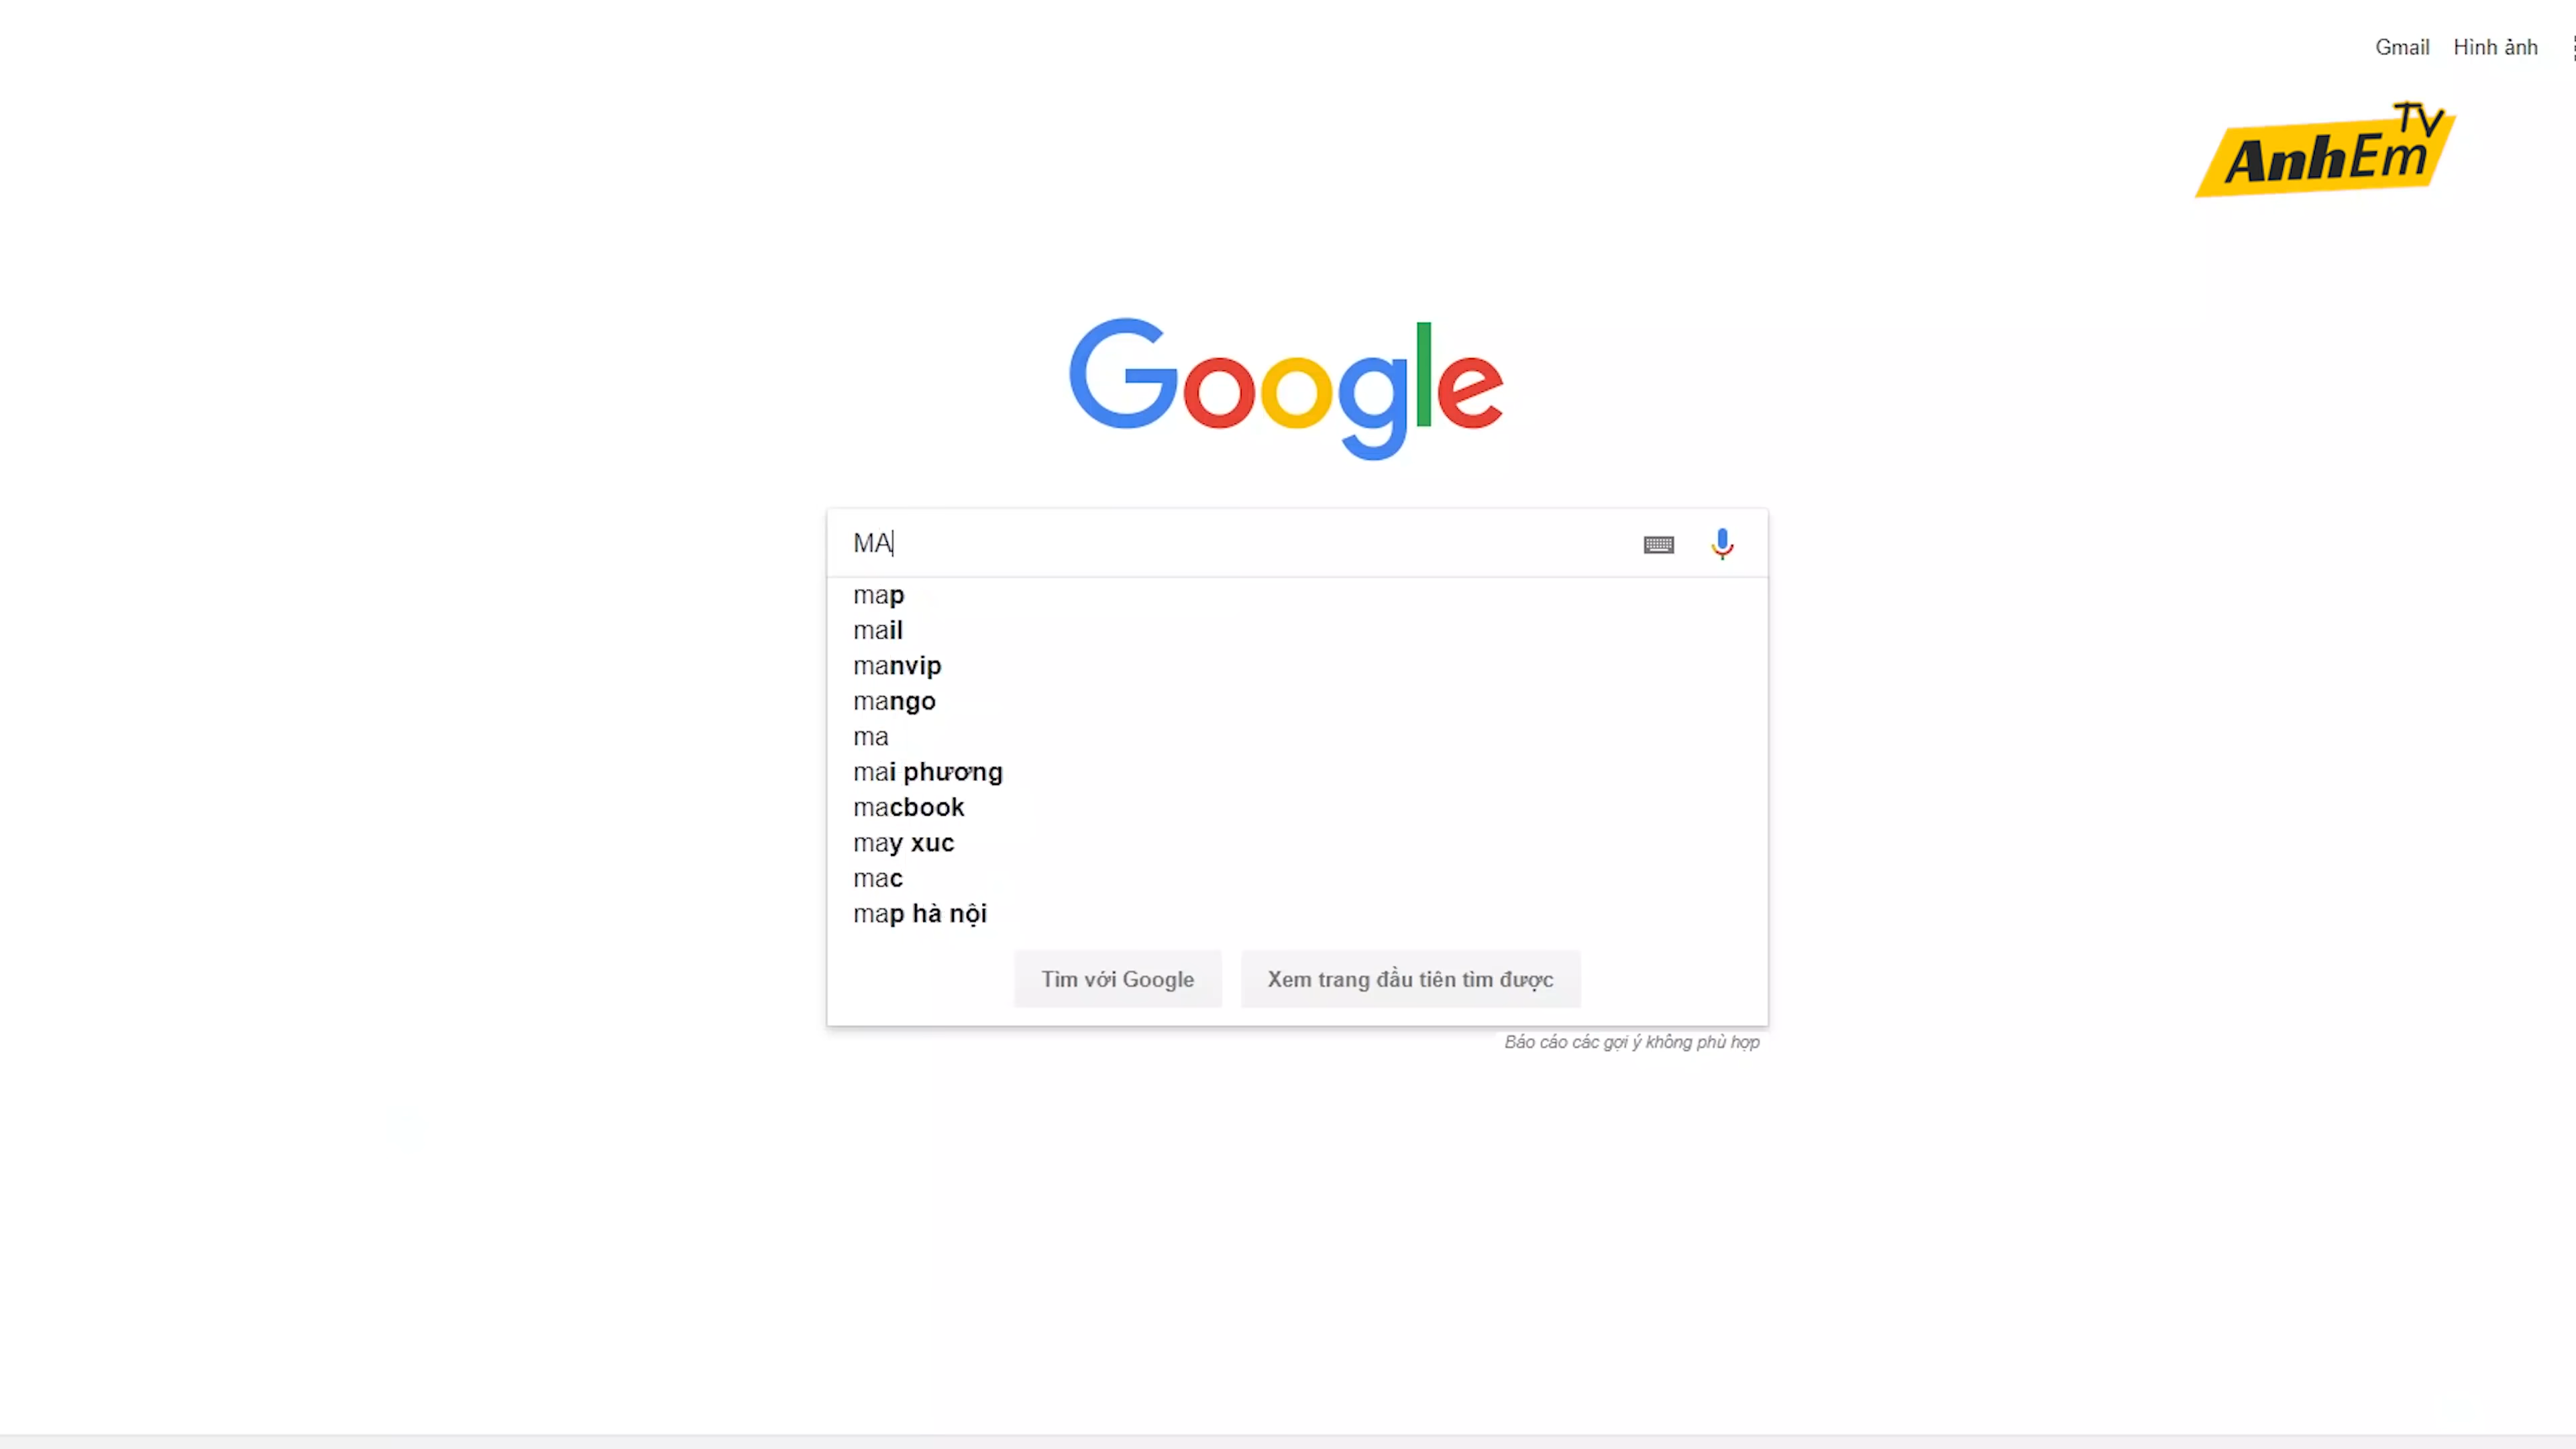 Gmail Hình ảnh
AnhEm TV
Google
MA
map
mail
manvip
mango
ma
mai phương
macbook
may xuc
mac
map hà nội
Tìm với Google Xem trang đầu tiên tìm được
Báo cáo các gợi ý không phù hợp